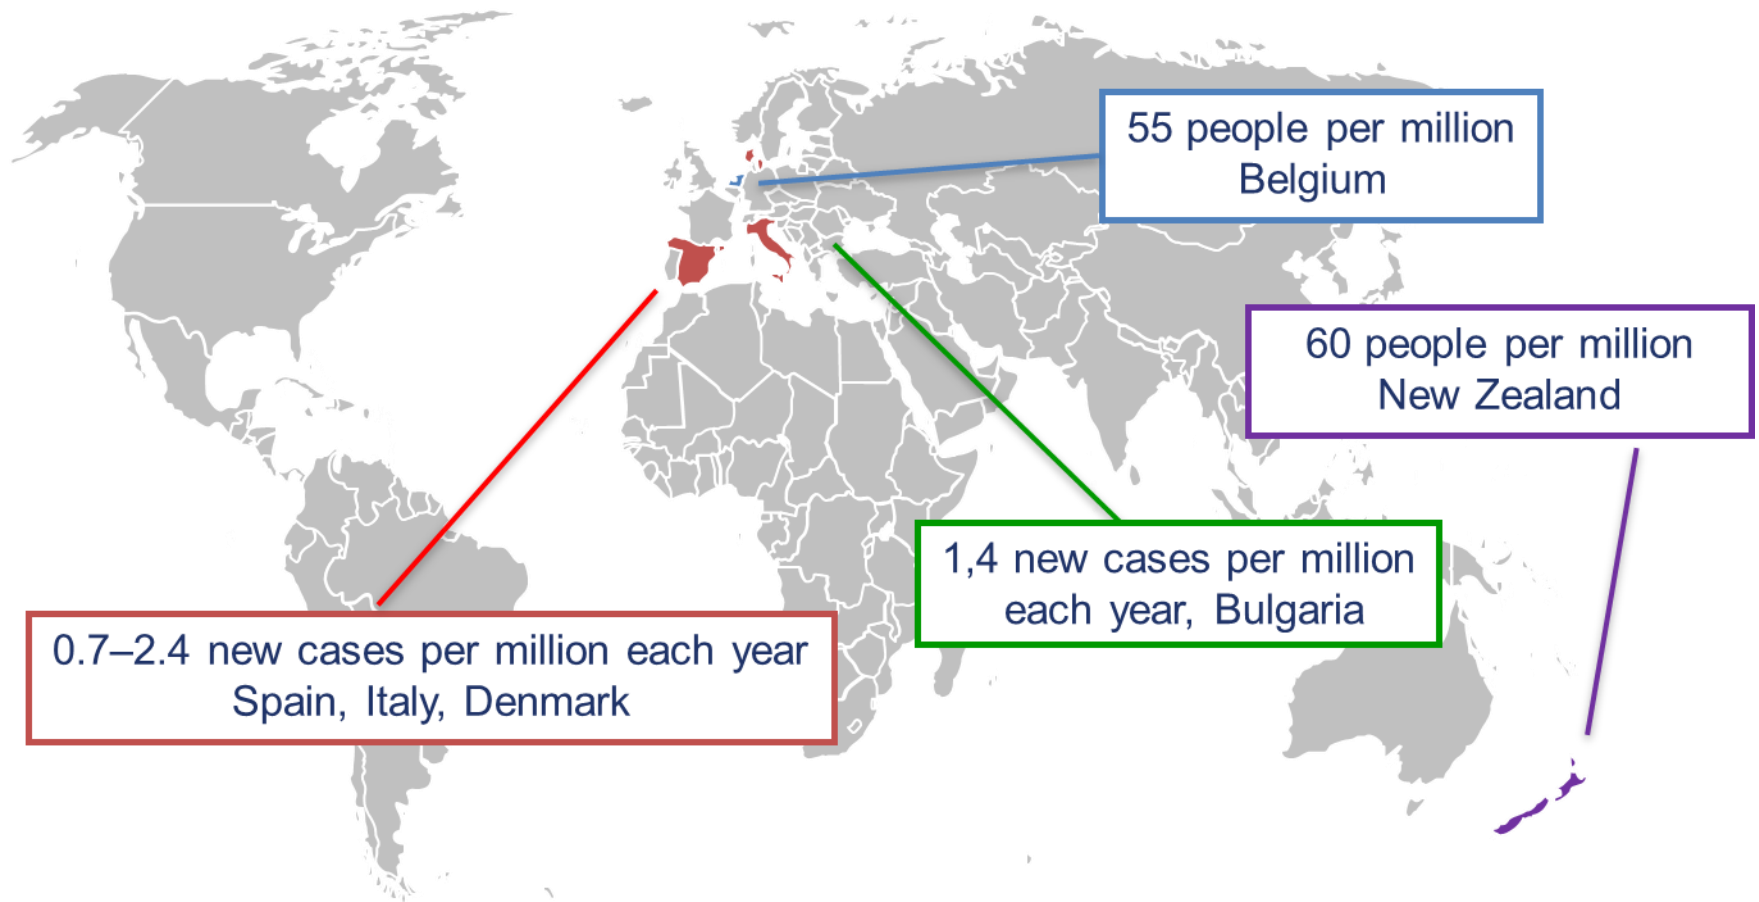 55 people per million
Belgium
60 people per million
New Zealand
1,4 new cases per million
each year, Bulgaria
0.7–2.4 new cases per million each year
Spain, Italy, Denmark